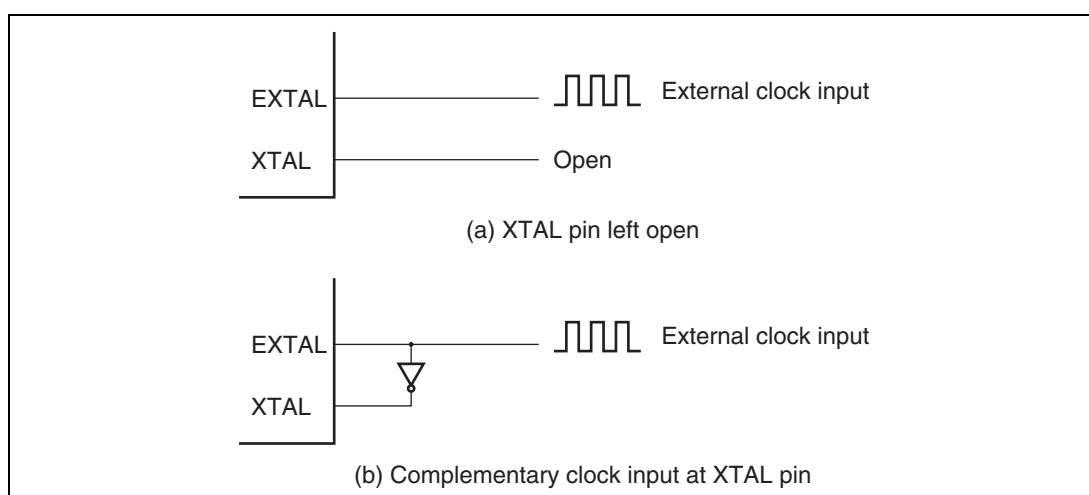 EXTAL External clock input
XTAL Open
(a) XTAL pin left open
EXTAL External clock input
XTAL
(b) Complementary clock input at XTAL pin